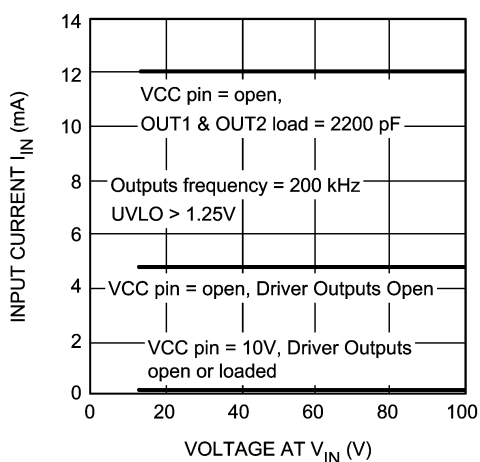 14
12
VCC pin = open,
10
OUT1 & OUT2 load = 2200 pF
8
Outputs frequency = 200 kHz
UVLO > 1.25V
6
4
VCC pin = open, Driver Outputs Open
2
VCC pin = 10V, Driver Outputs
open or loaded
0
0 20 40 60 80 100
INPUT CURRENT IIN (mA)
VOLTAGE AT VIN (V)